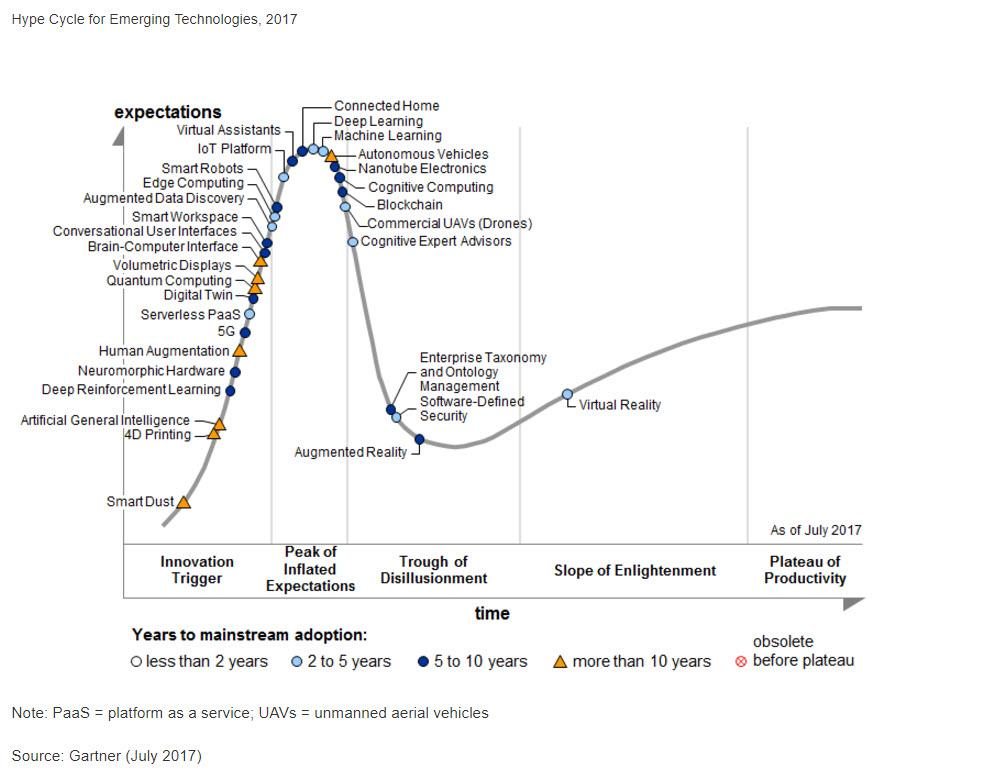 Hype Cycle for Emerging Technologies, 2017
expectations
Connected Home
Deep Learning
Virtual Assistants
Machine Learning
IoT Platform
Autonomous Vehicles
Smart Robots
Nanotube Electronics
Edge Computing
Cognitive Computing
Augmented Data Discovery
Blockchain
Smart Workspace
Commercial UAVs (Drones)
Conversational User Interfaces
Cognitive Expert Advisors
Brain-Computer Interface
Volumetric Displays
Quantum Computing
Digital Twin
Serverless PaaS
5G
Human Augmentation
Neuromorphic Hardware
Deep Reinforcement Learning
Artificial General Intelligence
4D Printing
Smart Dust
Enterprise Taxonomy
and Ontology
Management
Software-Defined
Security
Augmented Reality
Virtual Reality
As of July 2017
Innovation
Trigger
Peak of
Inflated
Expectations
Trough of
Disillusionment
Slope of Enlightenment
Plateau of
Productivity
time
Years to mainstream adoption:
less than 2 years
2 to 5 years
5 to 10 years
more than 10 years
obsolete
before plateau
Note: PaaS = platform as a service; UAVs = unmanned aerial vehicles
Source: Gartner (July 2017)